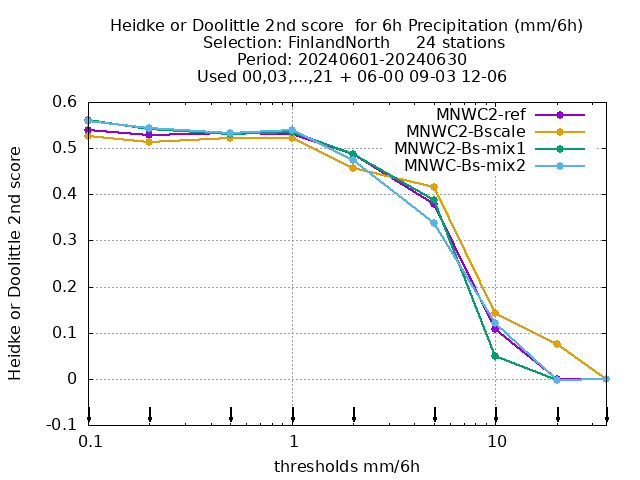 Heidke or Doolittle 2nd score  for 6h Precipitation (mm/6h)
Selection: FinlandNorth     24 stations
Period: 20240601-20240630
Used 00,03,...,21 + 06-00 09-03 12-06
MNWC2-ref
MNWC2-Bscale
MNWC2-Bs-mix1
MNWC-Bs-mix2
Heidke or Doolittle 2nd score
0.6
0.5
0.4
0.3
0.2
0.1
0
-0.1
0.1 1 10
thresholds mm/6h